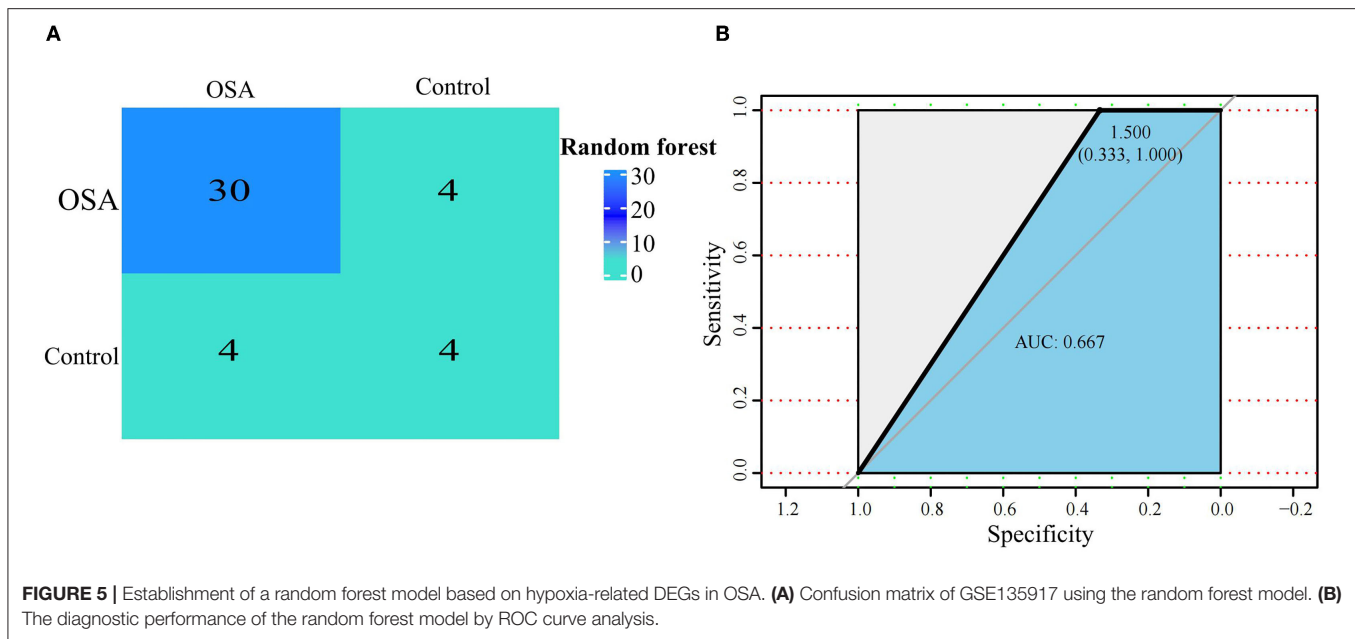 A
OSA
Control
OSA
30
4
Control
4
4
Random forest
30
20
10
0
B
1.500
(0.333, 1.000)
AUC: 0.667
Sensitivity
1.0
0.8
0.6
0.4
0.2
0.0
1.2 1.0 0.8 0.6 0.4 0.2 0.0 −0.2
Specificity
FIGURE 5 | Establishment of a random forest model based on hypoxia-related DEGs in OSA. (A) Confusion matrix of GSE135917 using the random forest model. (B)
The diagnostic performance of the random forest model by ROC curve analysis.